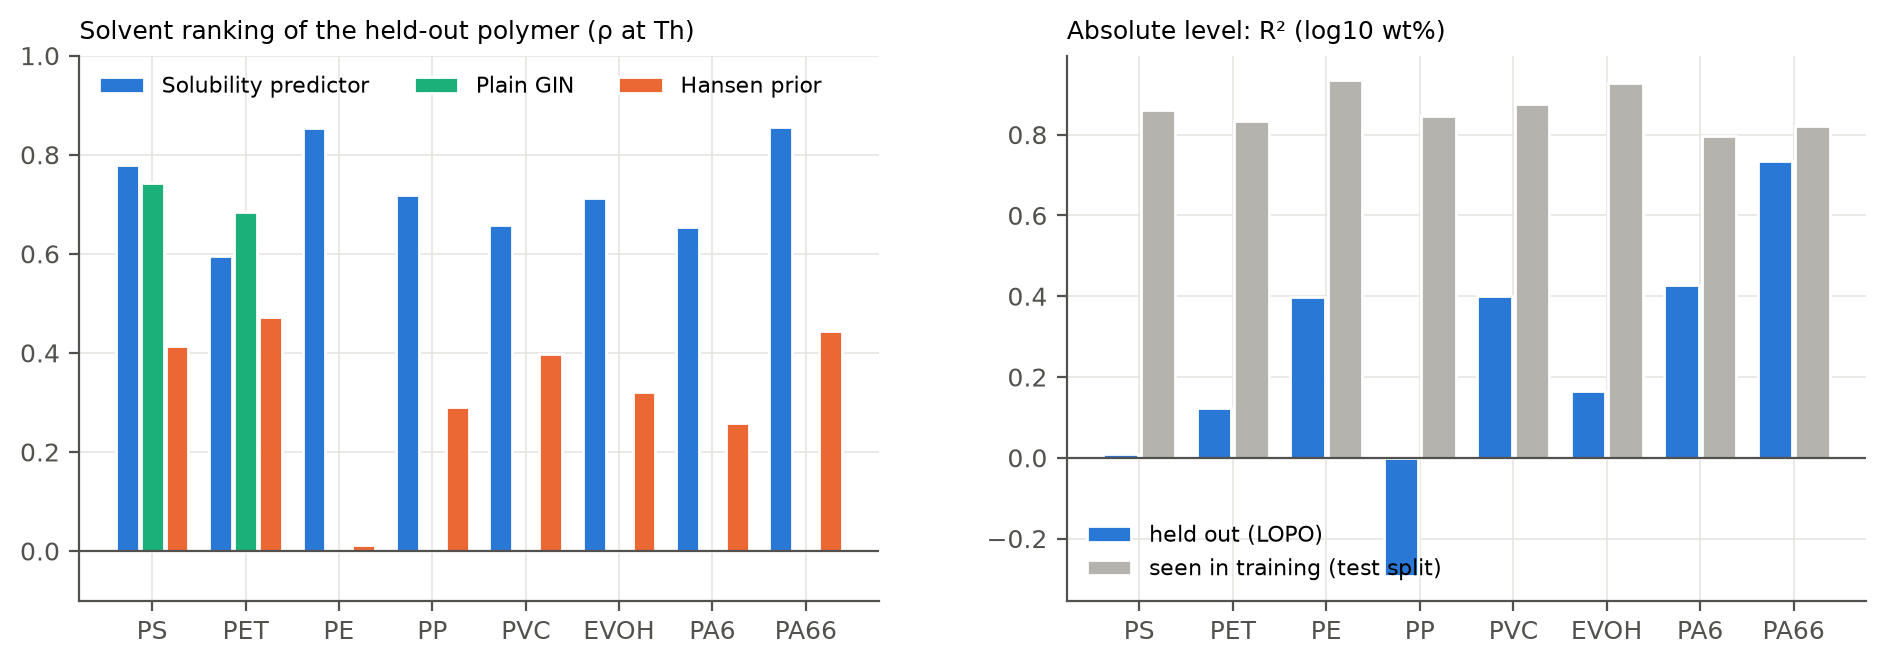 Solvent ranking of the held-out polymer (ρ at Th)
1.0
0.8
0.6
0.4
0.2
0.0
Solubility predictor
Plain GIN
Hansen prior
PS
PET
PE
PP
PVC
EVOH
PA6
PA66
Absolute level: R² (log10 wt%)
0.8
0.6
0.4
0.2
0.0
−0.2
held out (LOPO)
seen in training (test split)
PS
PET
PE
PP
PVC
EVOH
PA6
PA66